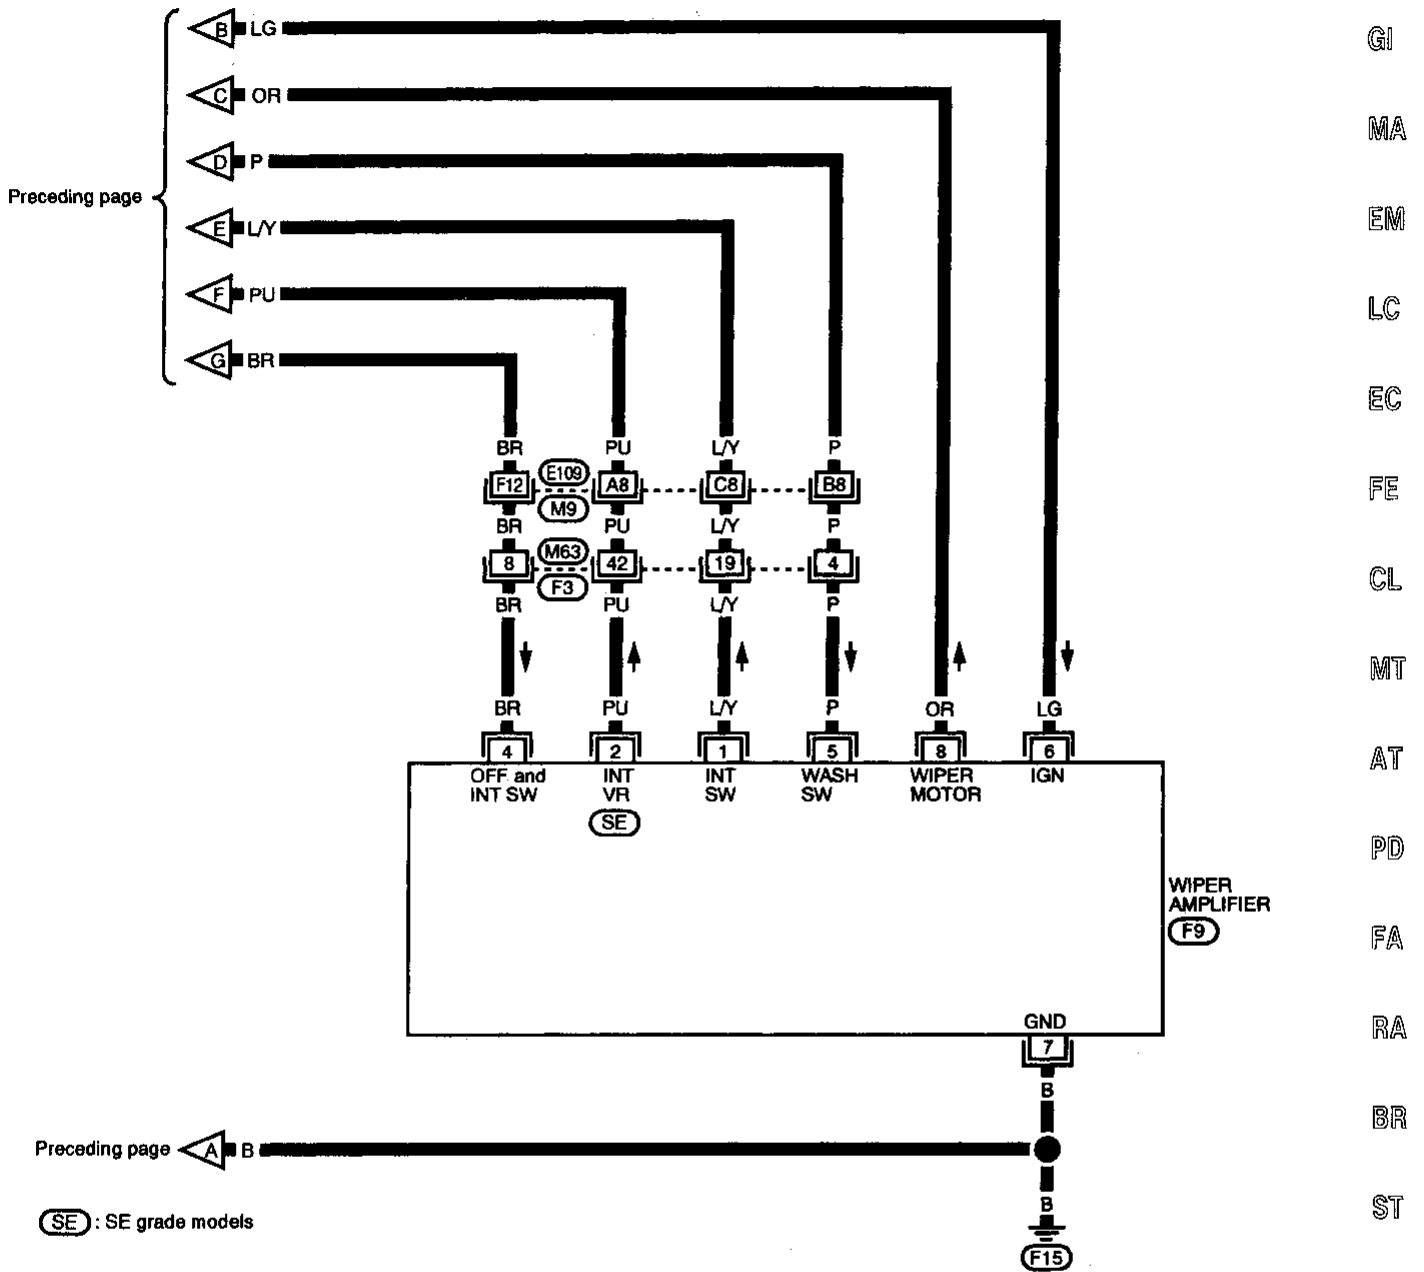 B LG
GI
C OR
MA
D P
Preceding page
EM
E L/Y
F PU
LC
G BR
EC
BR PU L/Y P
F12 E109 A8 C8 B8
FE
M9
BR PU L/Y P
8 M63 42 19 4
CL
F3
BR PU L/Y P
MT
BR PU L/Y P OR LG
4 2 1 5 8 6
AT
OFF and INT INT WASH WIPER IGN
INT SW VR SW SW MOTOR
SE
PD
WIPER
AMPLIFIER
F9
FA
GND
RA
7
B
BR
Preceding page A B
B
ST
SE : SE grade models
F15